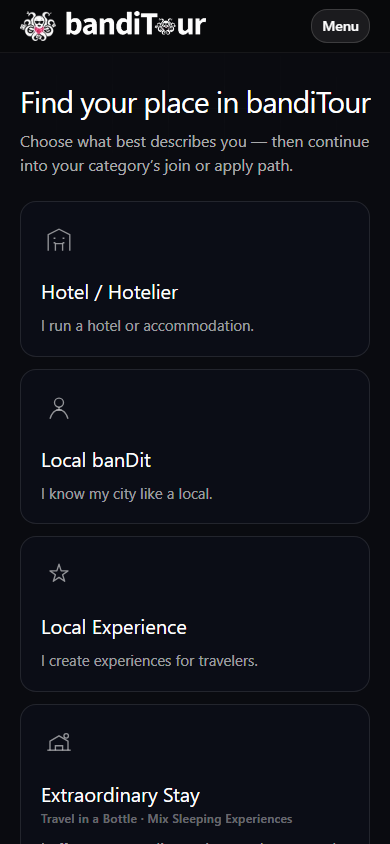 bandiTour
Menu
Find your place in bandiTour
Choose what best describes you — then continue
into your category's join or apply path.
Hotel / Hotelier
I run a hotel or accommodation.
Local banDit
I know my city like a local.
Local Experience
I create experiences for travelers.
Extraordinary Stay
Travel in a Bottle · Mix Sleeping Experiences